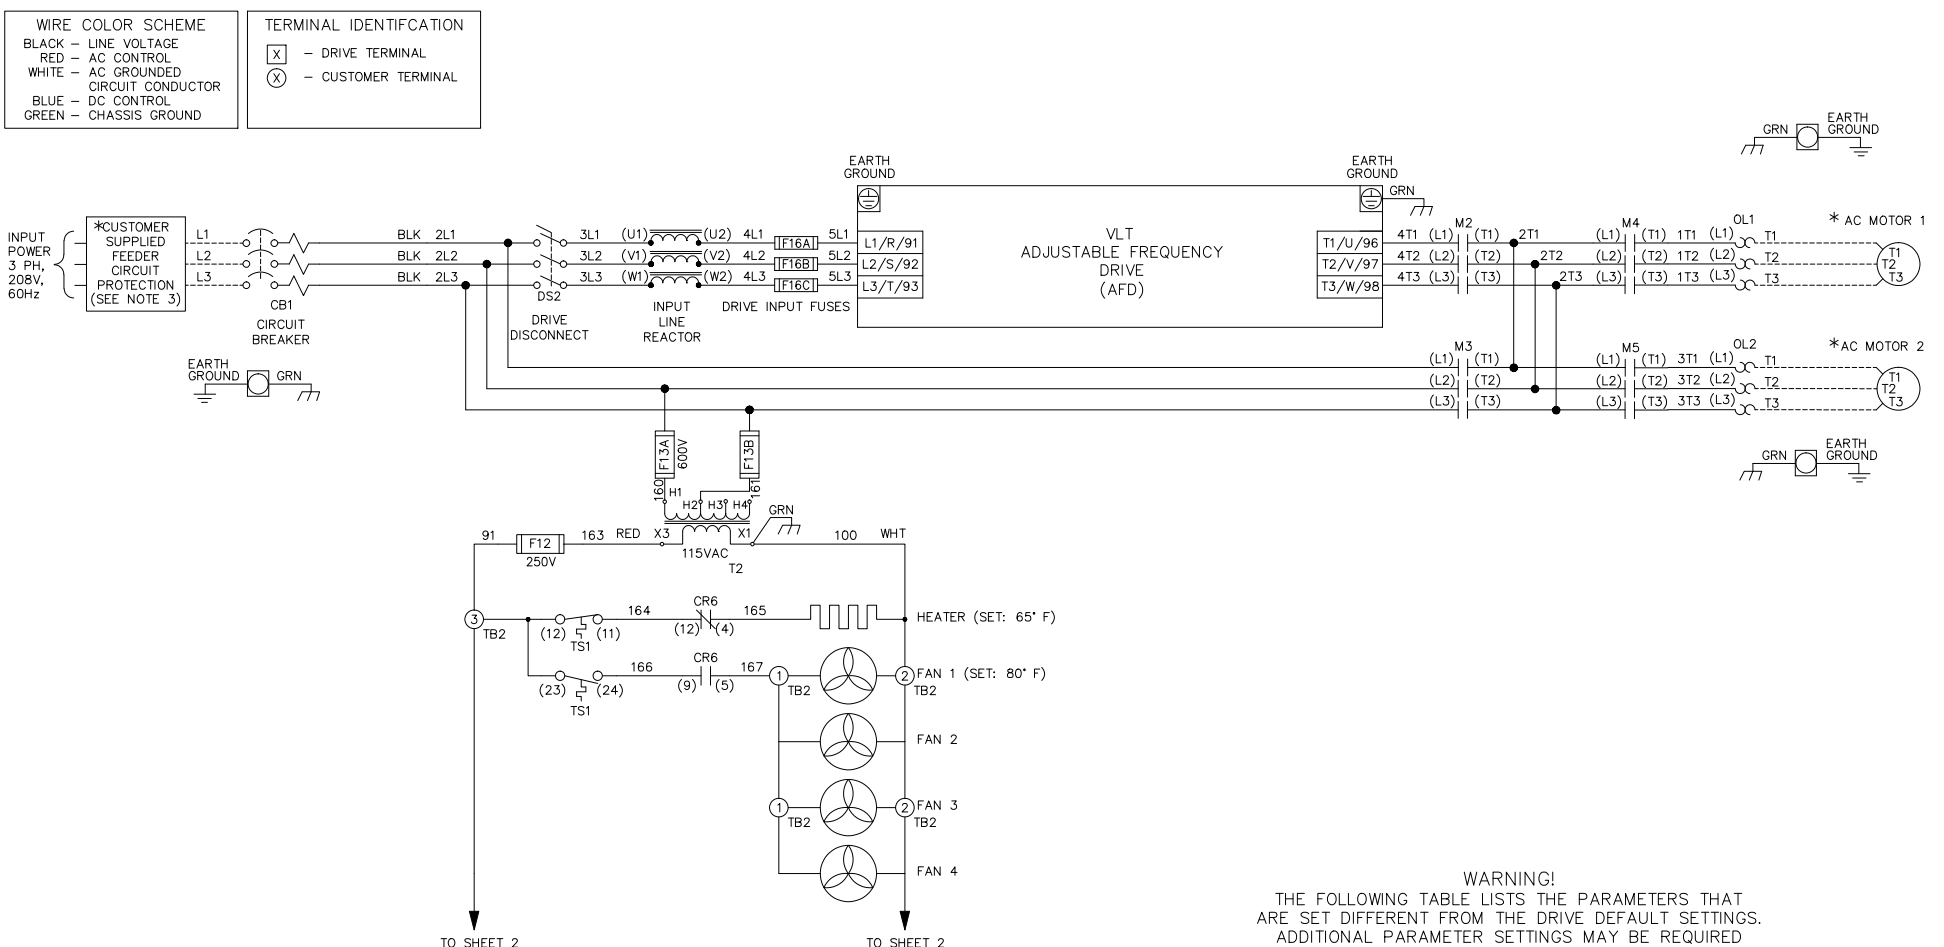 WIRE COLOR SCHEME
BLACK – LINE VOLTAGE
RED – AC CONTROL
WHITE – AC GROUNDED
CIRCUIT CONDUCTOR
BLUE – DC CONTROL
GREEN – CHASSIS GROUND
TERMINAL IDENTIFCATION
X – DRIVE TERMINAL
X – CUSTOMER TERMINAL
GRN
EARTH
GROUND
INPUT
POWER
3 PH,
208V,
60Hz
*CUSTOMER
SUPPLIED
FEEDER
CIRCUIT
PROTECTION
(SEE NOTE 3)
L1
L2
L3
CB1
CIRCUIT
BREAKER
BLK 2L1
BLK 2L2
BLK 2L3
DS2
DRIVE
DISCONNECT
3L1 (U1) (U2) 4L1 F16A 5L1
3L2 (V1) (V2) 4L2 F16B 5L2
3L3 (W1) (W2) 4L3 F16C 5L3
INPUT
LINE
REACTOR
DRIVE INPUT FUSES
EARTH
GROUND
L1/R/91
L2/S/92
L3/T/93
VLT
ADJUSTABLE FREQUENCY
DRIVE
(AFD)
EARTH
GROUND
GRN
T1/U/96
T2/V/97
T3/W/98
M2
4T1 (L1) (T1) 2T1
4T2 (L2) (T2) 2T2
4T3 (L3) (T3) 2T3
M4
(L1) (T1) 1T1 (L1) T1
(L2) (T2) 1T2 (L2) T2
(L3) (T3) 1T3 (L3) T3
OL1
* AC MOTOR 1
T1
T2
T3
M3
(L1) (T1)
(L2) (T2)
(L3) (T3)
M5
(L1) (T1) 3T1 (L1) T1
(L2) (T2) 3T2 (L2) T2
(L3) (T3) 3T3 (L3) T3
OL2
*AC MOTOR 2
T1
T2
T3
EARTH
GROUND
GRN
GRN
EARTH
GROUND
F13A
600V
F13B
160
161
H1
H2
H3
H4
GRN
91
F12
250V
163 RED X3
X1
115VAC
T2
100 WHT
3
TB2
(12) (11)
TS1
164
CR6
(12) (4)
165
HEATER (SET: 65° F)
(23) (24)
TS1
166
CR6
(9) (5)
167
1
TB2
2
TB2
FAN 1 (SET: 80° F)
FAN 2
1
TB2
2
TB2
FAN 3
FAN 4
TO SHEET 2
TO SHEET 2
WARNING!
THE FOLLOWING TABLE LISTS THE PARAMETERS THAT
ARE SET DIFFERENT FROM THE DRIVE DEFAULT SETTINGS.
ADDITIONAL PARAMETER SETTINGS MAY BE REQUIRED